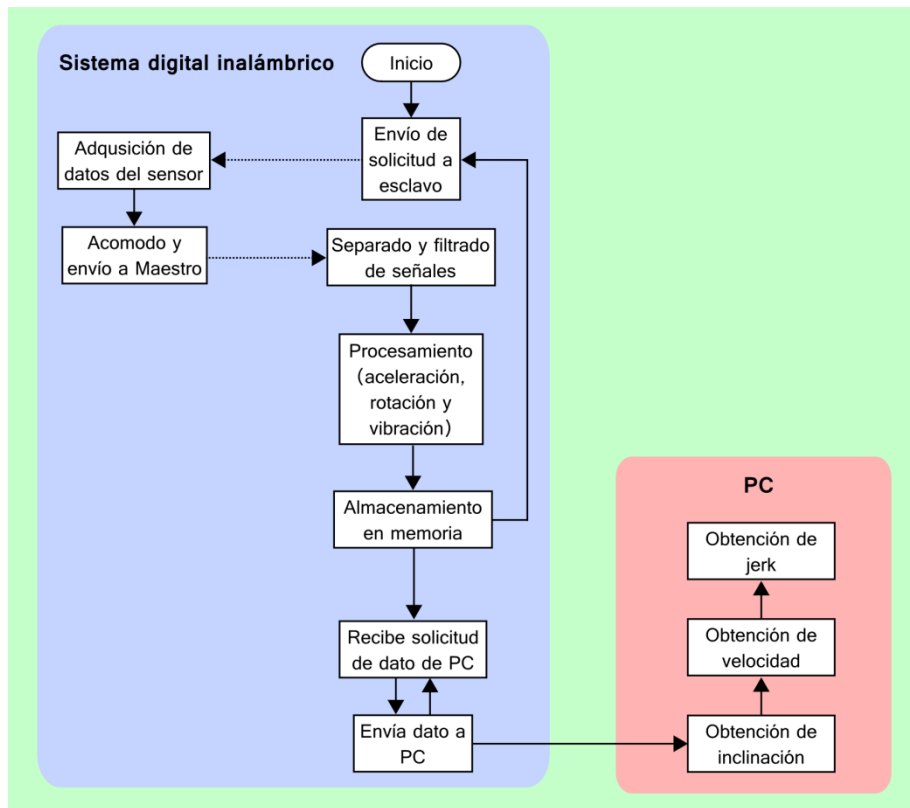 Sistema digital inalámbrico
Inicio
Envío de
solicitud a
esclavo
Adqusición de
datos del sensor
Acomodo y
envío a Maestro
Separado y filtrado
de señales
Procesamiento
(aceleración,
rotación y
vibración)
Almacenamiento
en memoria
Recibe solicitud
de dato de PC
Envía dato a
PC
PC
Obtención de
jerk
Obtención de
velocidad
Obtención de
inclinación